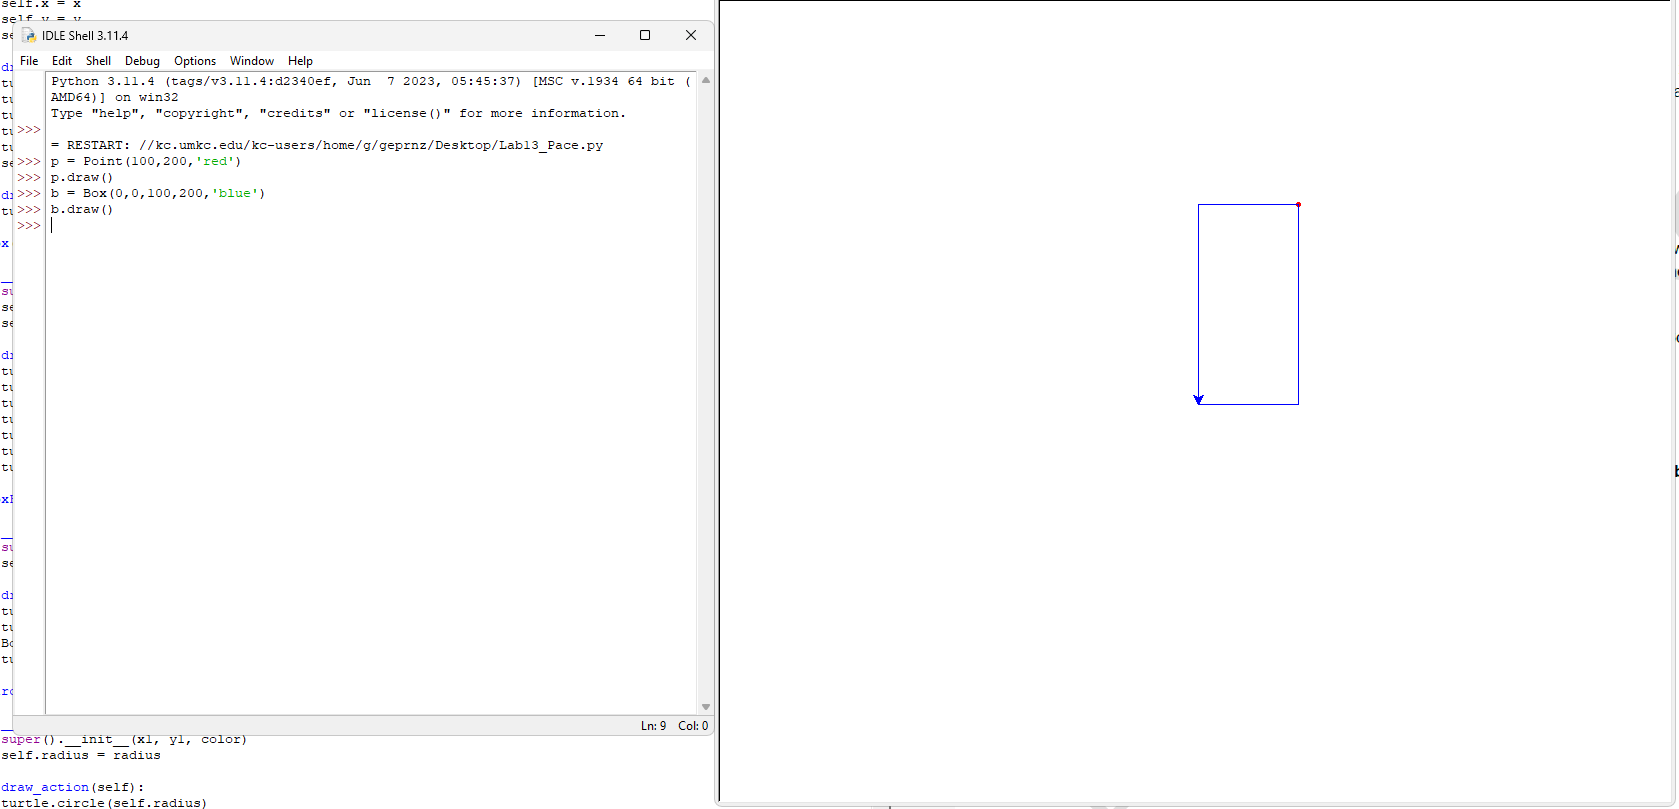 self.x = x
self.y = y
IDLE Shell 3.11.4
File Edit Shell Debug Options Window Help
Python 3.11.4 (tags/v3.11.4:d2340ef, Jun  7 2023, 05:45:37) [MSC v.1934 64 bit (
AMD64)] on win32
Type "help", "copyright", "credits" or "license()" for more information.
>>>
= RESTART: //kc.umkc.edu/kc-users/home/g/geprnz/Desktop/Lab13_Pace.py
>>> p = Point(100,200,'red')
>>> p.draw()
>>> b = Box(0,0,100,200,'blue')
>>> b.draw()
>>>
Ln: 9 Col: 0
super().__init__(x1, y1, color)
self.radius = radius
draw_action(self):
turtle.circle(self.radius)